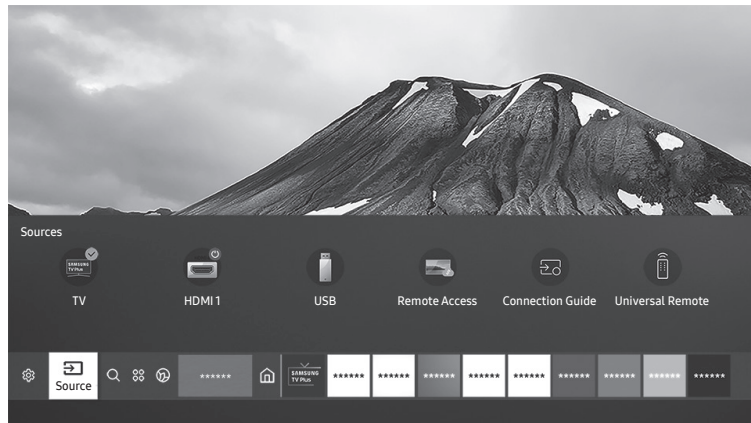 Sources
SAMSUNG
TV Plus
TV
HDMI 1
USB
Remote Access
Connection Guide
Universal Remote
Source
******
SAMSUNG
TV Plus
******
******
******
******
******
******
******
******
******